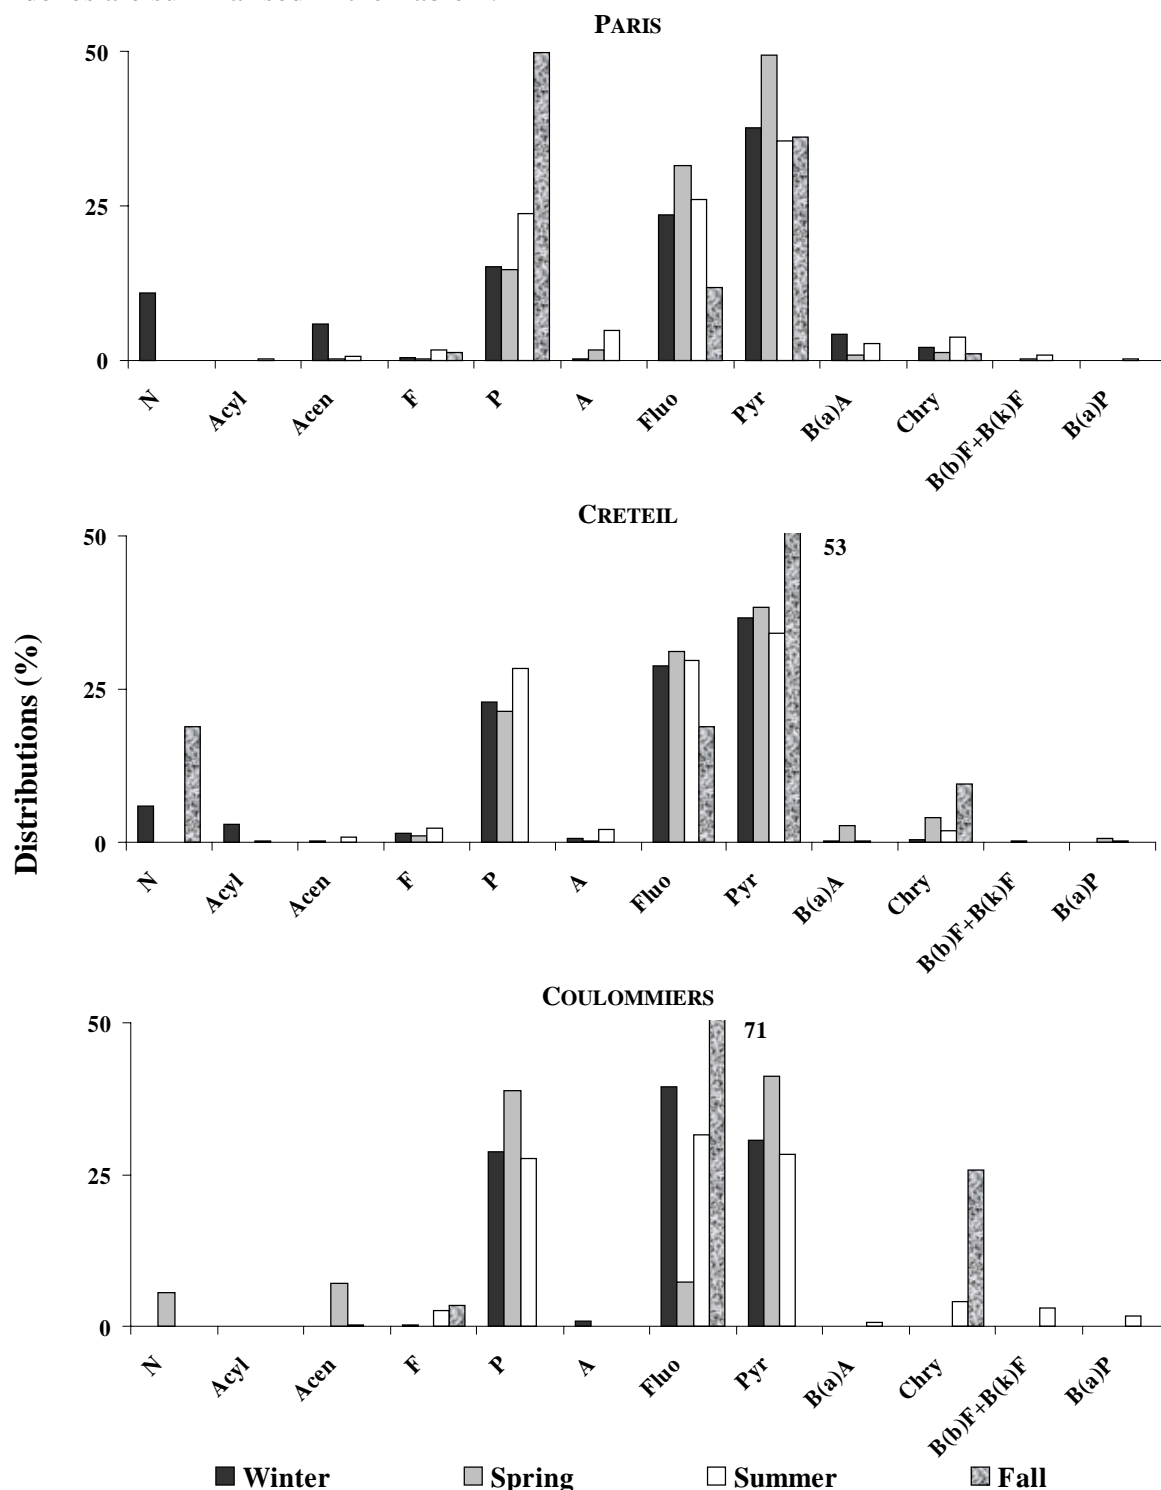 PARIS
50
25
0
N Acyl Acen F P A Fluo Pyr B(a)A Chry B(b)F+B(k)F B(a)P
CRETEIL
50
53
25
0
N Acyl Acen F P A Fluo Pyr B(a)A Chry B(b)F+B(k)F B(a)P
Distributions (%)
COULOMMIERS
50
71
25
0
N Acyl Acen F P A Fluo Pyr B(a)A Chry B(b)F+B(k)F B(a)P
Winter Spring Summer Fall